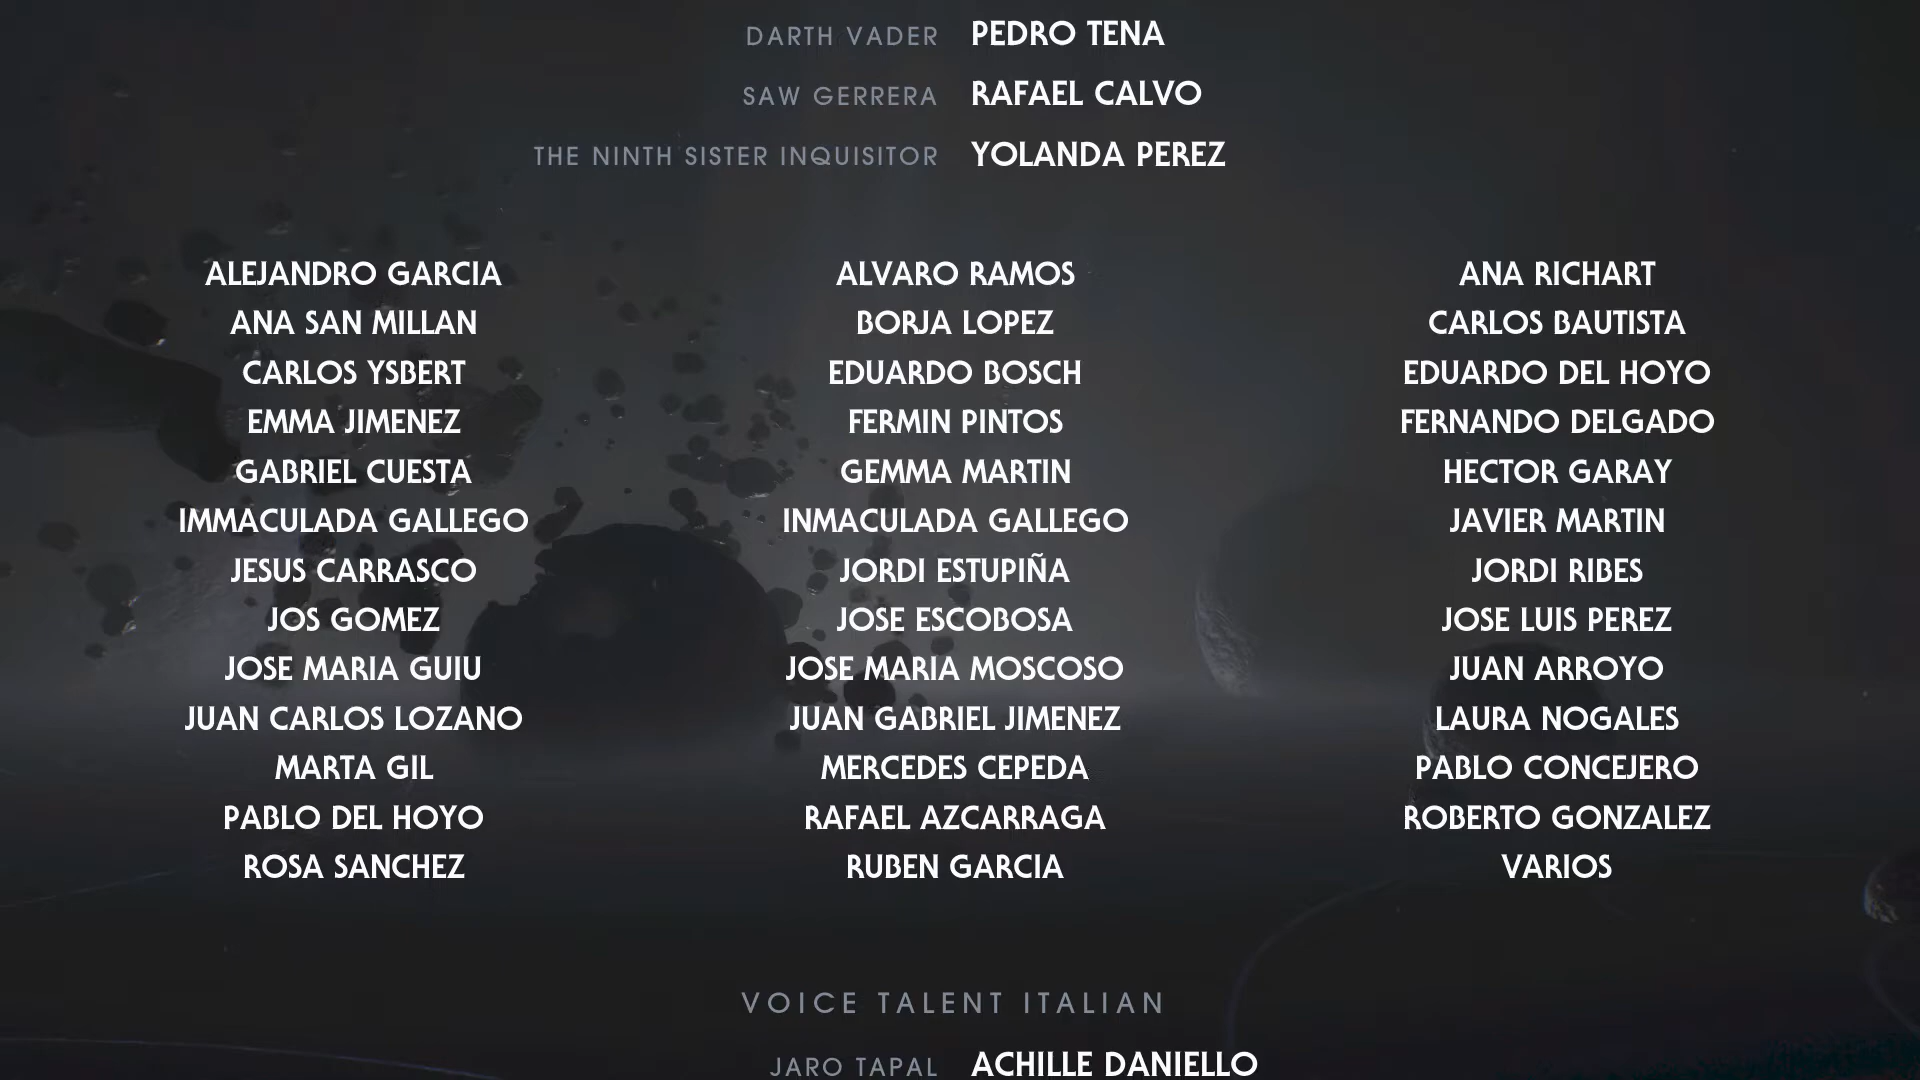 DARTH VADER PEDRO TENA
SAW GERRERA RAFAEL CALVO
THE NINTH SISTER INQUISITOR YOLANDA PEREZ
ALEJANDRO GARCIA ALVARO RAMOS ANA RICHART
ANA SAN MILLAN BORJA LOPEZ CARLOS BAUTISTA
CARLOS YSBERT EDUARDO BOSCH EDUARDO DEL HOYO
EMMA JIMENEZ FERMIN PINTOS FERNANDO DELGADO
GABRIEL CUESTA GEMMA MARTIN HECTOR GARAY
IMMACULADA GALLEGO INMACULADA GALLEGO JAVIER MARTIN
JESUS CARRASCO JORDI ESTUPIÑA JORDI RIBES
JOS GOMEZ JOSE ESCOBOSA JOSE LUIS PEREZ
JOSE MARIA GUIU JOSE MARIA MOSCOSO JUAN ARROYO
JUAN CARLOS LOZANO JUAN GABRIEL JIMENEZ LAURA NOGALES
MARTA GIL MERCEDES CEPEDA PABLO CONCEJERO
PABLO DEL HOYO RAFAEL AZCARRAGA ROBERTO GONZALEZ
ROSA SANCHEZ RUBEN GARCIA VARIOS
VOICE TALENT ITALIAN
JARO TAPAL ACHILLE DANIELLO